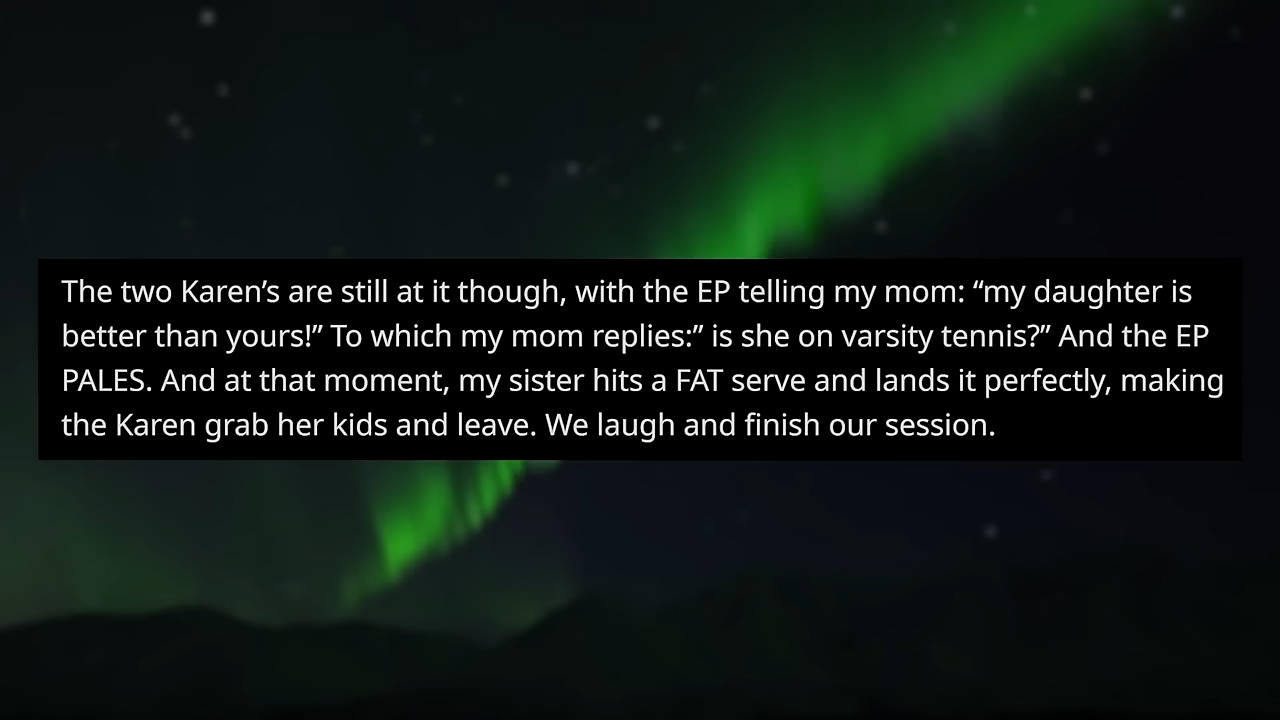 The two Karen’s are still at it though, with the EP telling my mom: “my daughter is
better than yours!” To which my mom replies:” is she on varsity tennis?” And the EP
PALES. And at that moment, my sister hits a FAT serve and lands it perfectly, making
the Karen grab her kids and leave. We laugh and finish our session.